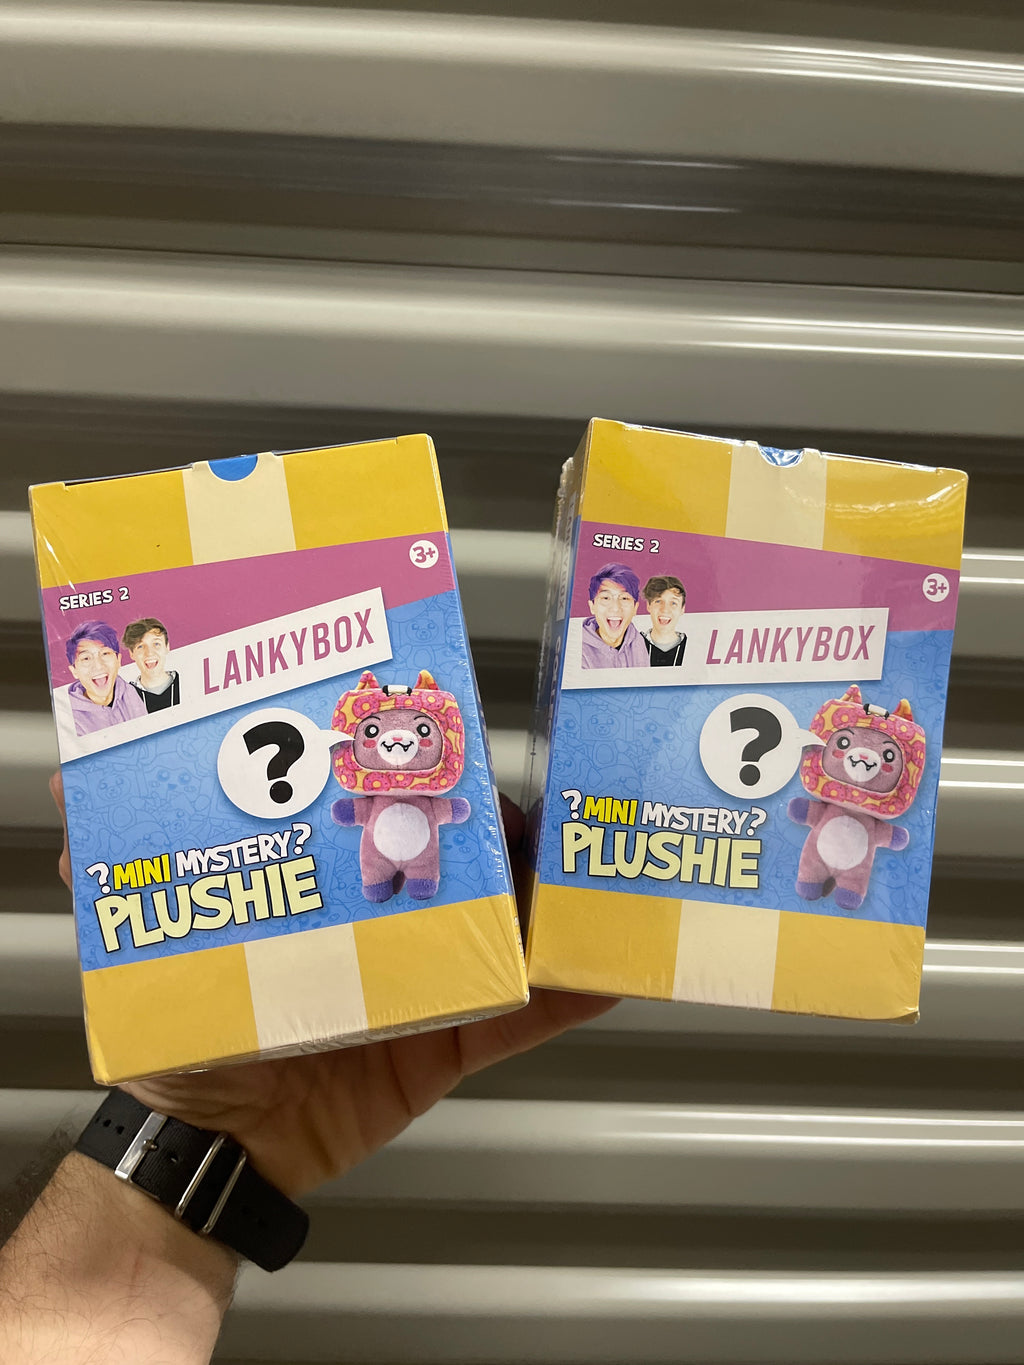 SERIES 2
3+
LANKYBOX
?
?MINI MYSTERY?
PLUSHIE
SERIES 2
3+
LANKYBOX
?
?MINI MYSTERY?
PLUSHIE